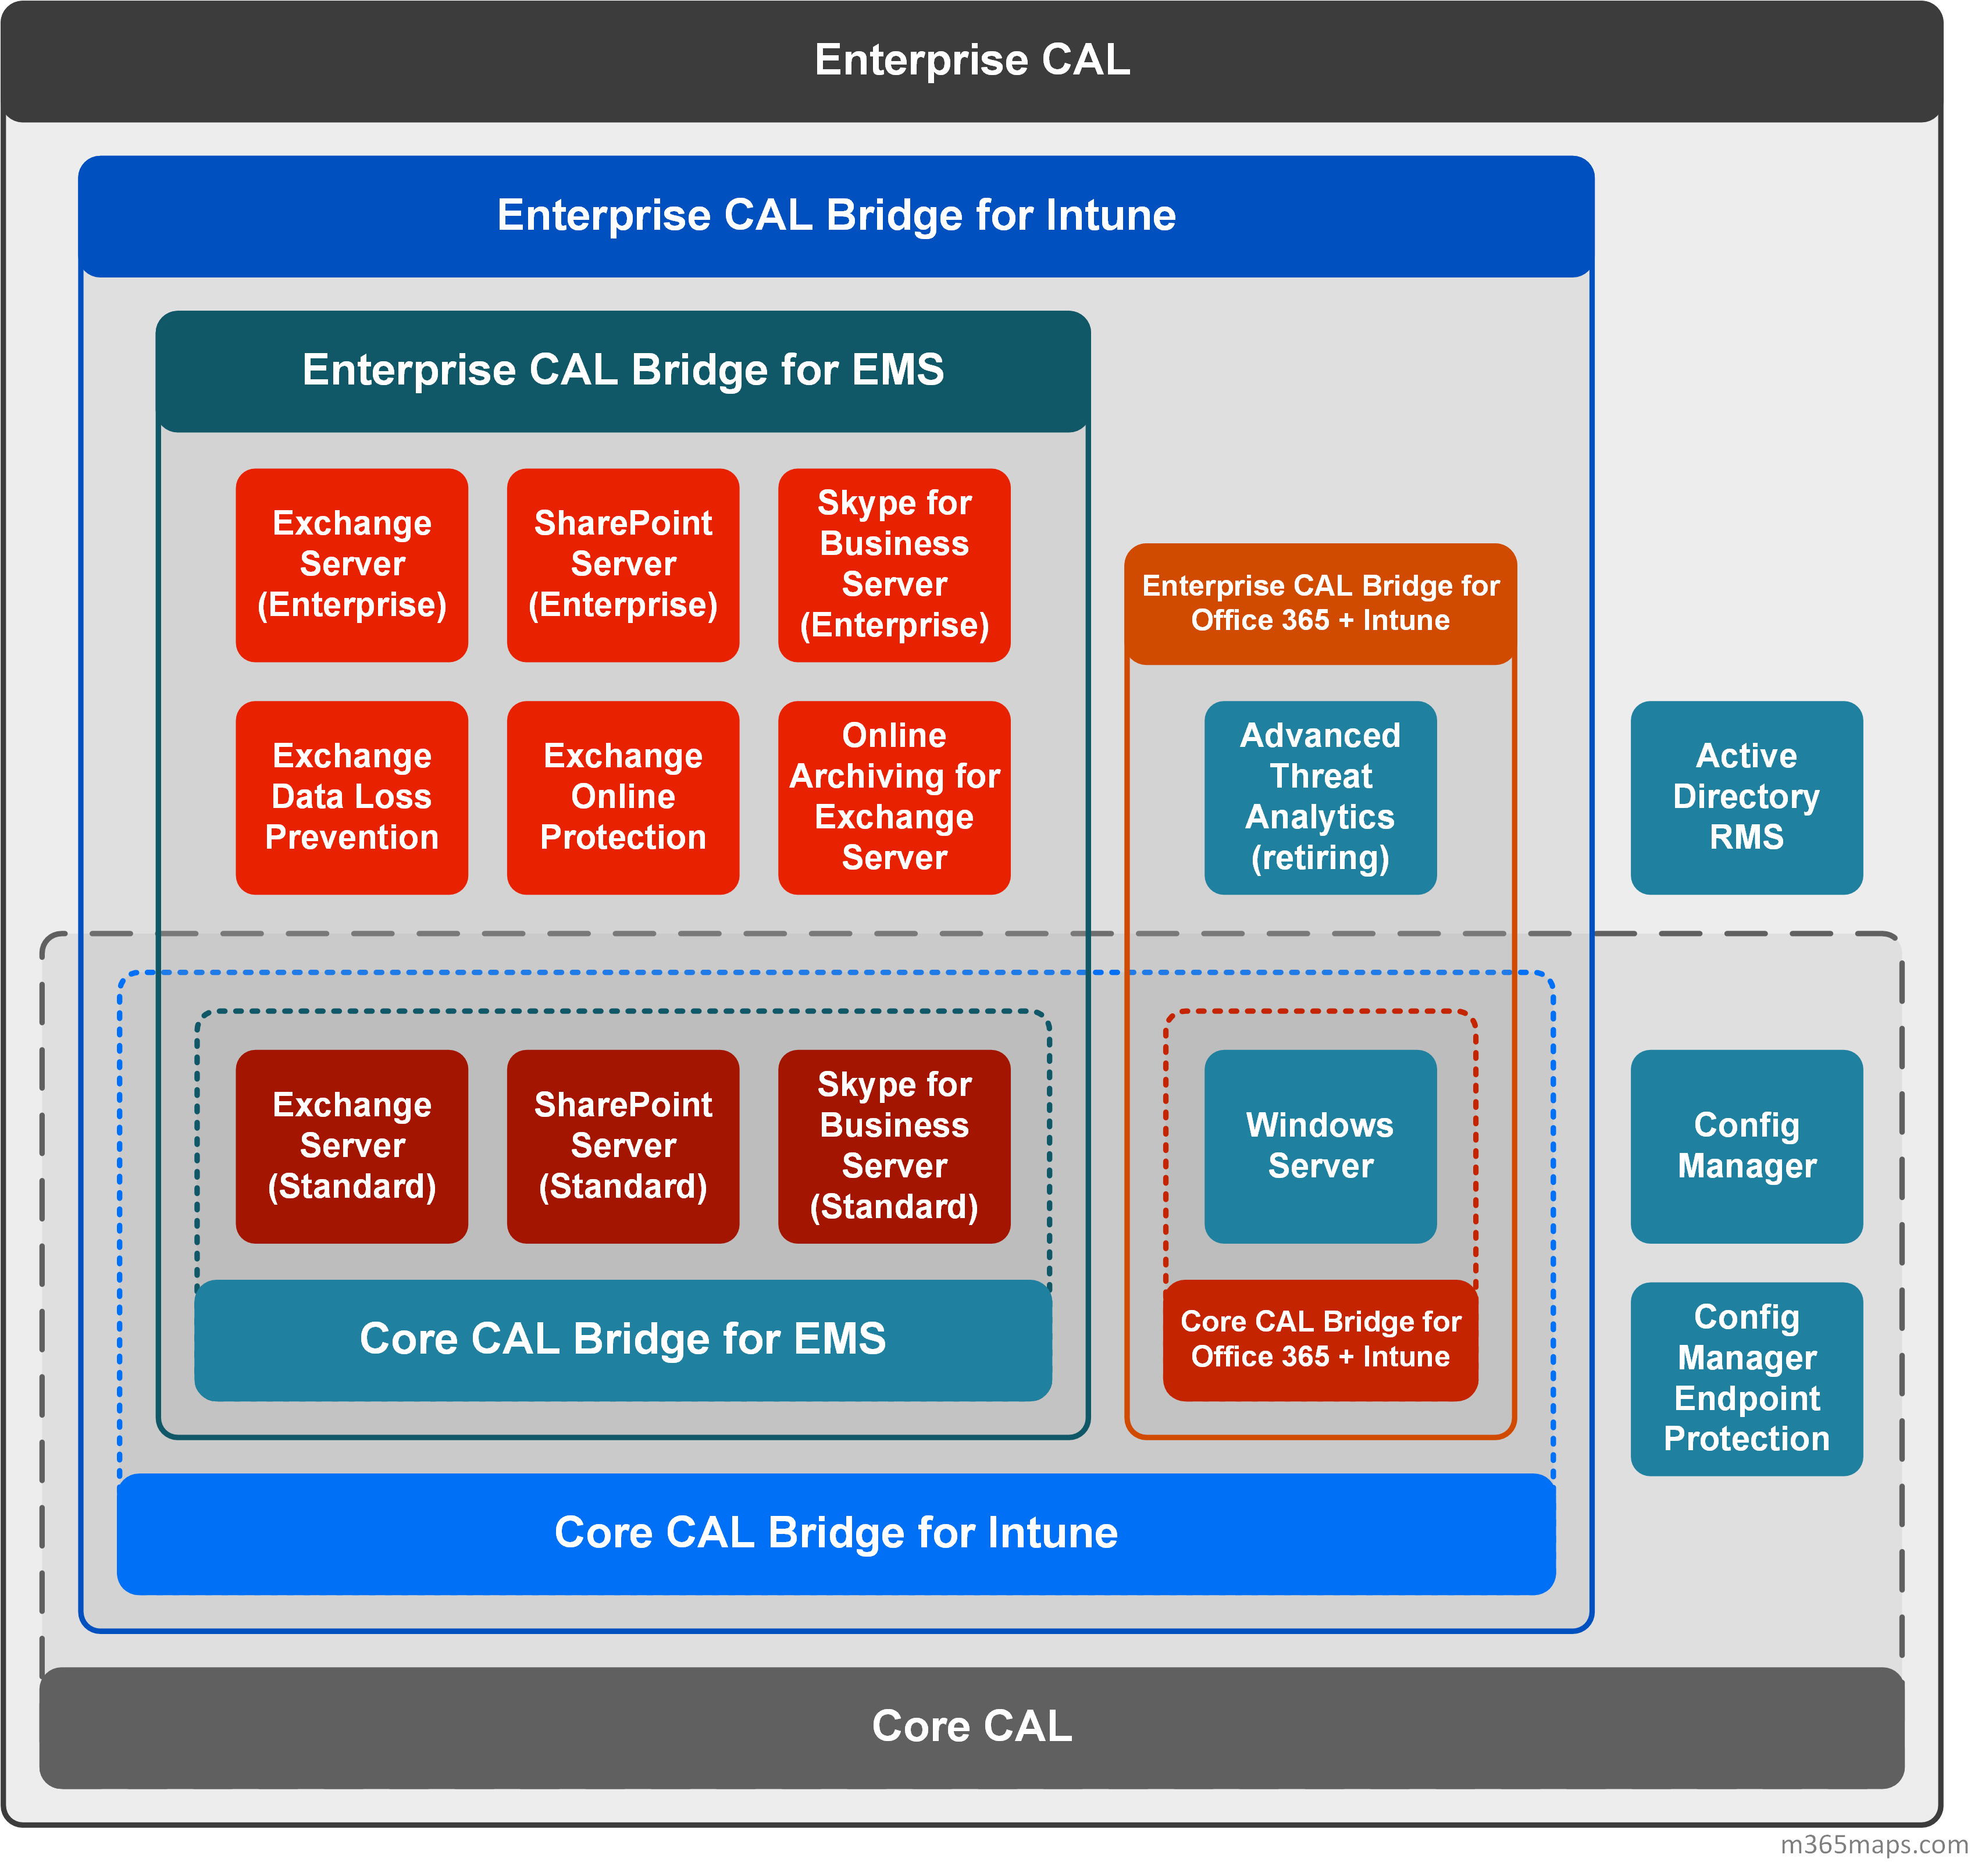 Enterprise CAL
Enterprise CAL Bridge for Intune
Enterprise CAL Bridge for EMS
Exchange
Server
(Enterprise)
SharePoint
Server
(Enterprise)
Skype for
Business
Server
(Enterprise)
Enterprise CAL Bridge for
Office 365 + Intune
Exchange
Data Loss
Prevention
Exchange
Online
Protection
Online
Archiving for
Exchange
Server
Advanced
Threat
Analytics
(retiring)
Active
Directory
RMS
Exchange
Server
(Standard)
SharePoint
Server
(Standard)
Skype for
Business
Server
(Standard)
Windows
Server
Config
Manager
Core CAL Bridge for EMS
Core CAL Bridge for
Office 365 + Intune
Config
Manager
Endpoint
Protection
Core CAL Bridge for Intune
Core CAL
m365maps.com